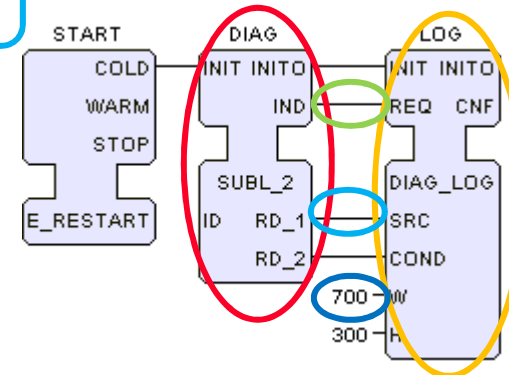 START
COLD
WARM
STOP
E_RESTART
DIAG
INIT INITO
IND
SUBL_2
ID RD_1
RD_2
LOG
INIT INITO
REQ CNF
DIAG_LOG
SRC
COND
700 W
300 H